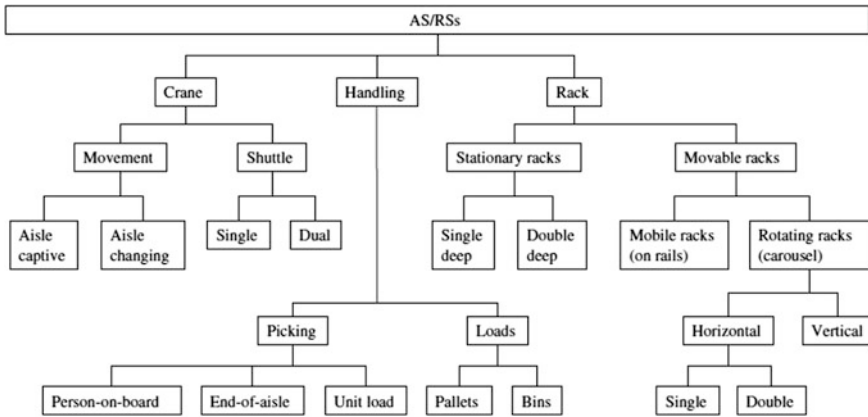 AS/RSs
Crane
Handling
Rack
Movement
Shuttle
Stationary racks
Movable racks
Aisle
captive
Aisle
changing
Single
Dual
Single
deep
Double
deep
Mobile racks
(on rails)
Rotating racks
(carousel)
Picking
Loads
Horizontal
Vertical
Person-on-board
End-of-aisle
Unit load
Pallets
Bins
Single
Double